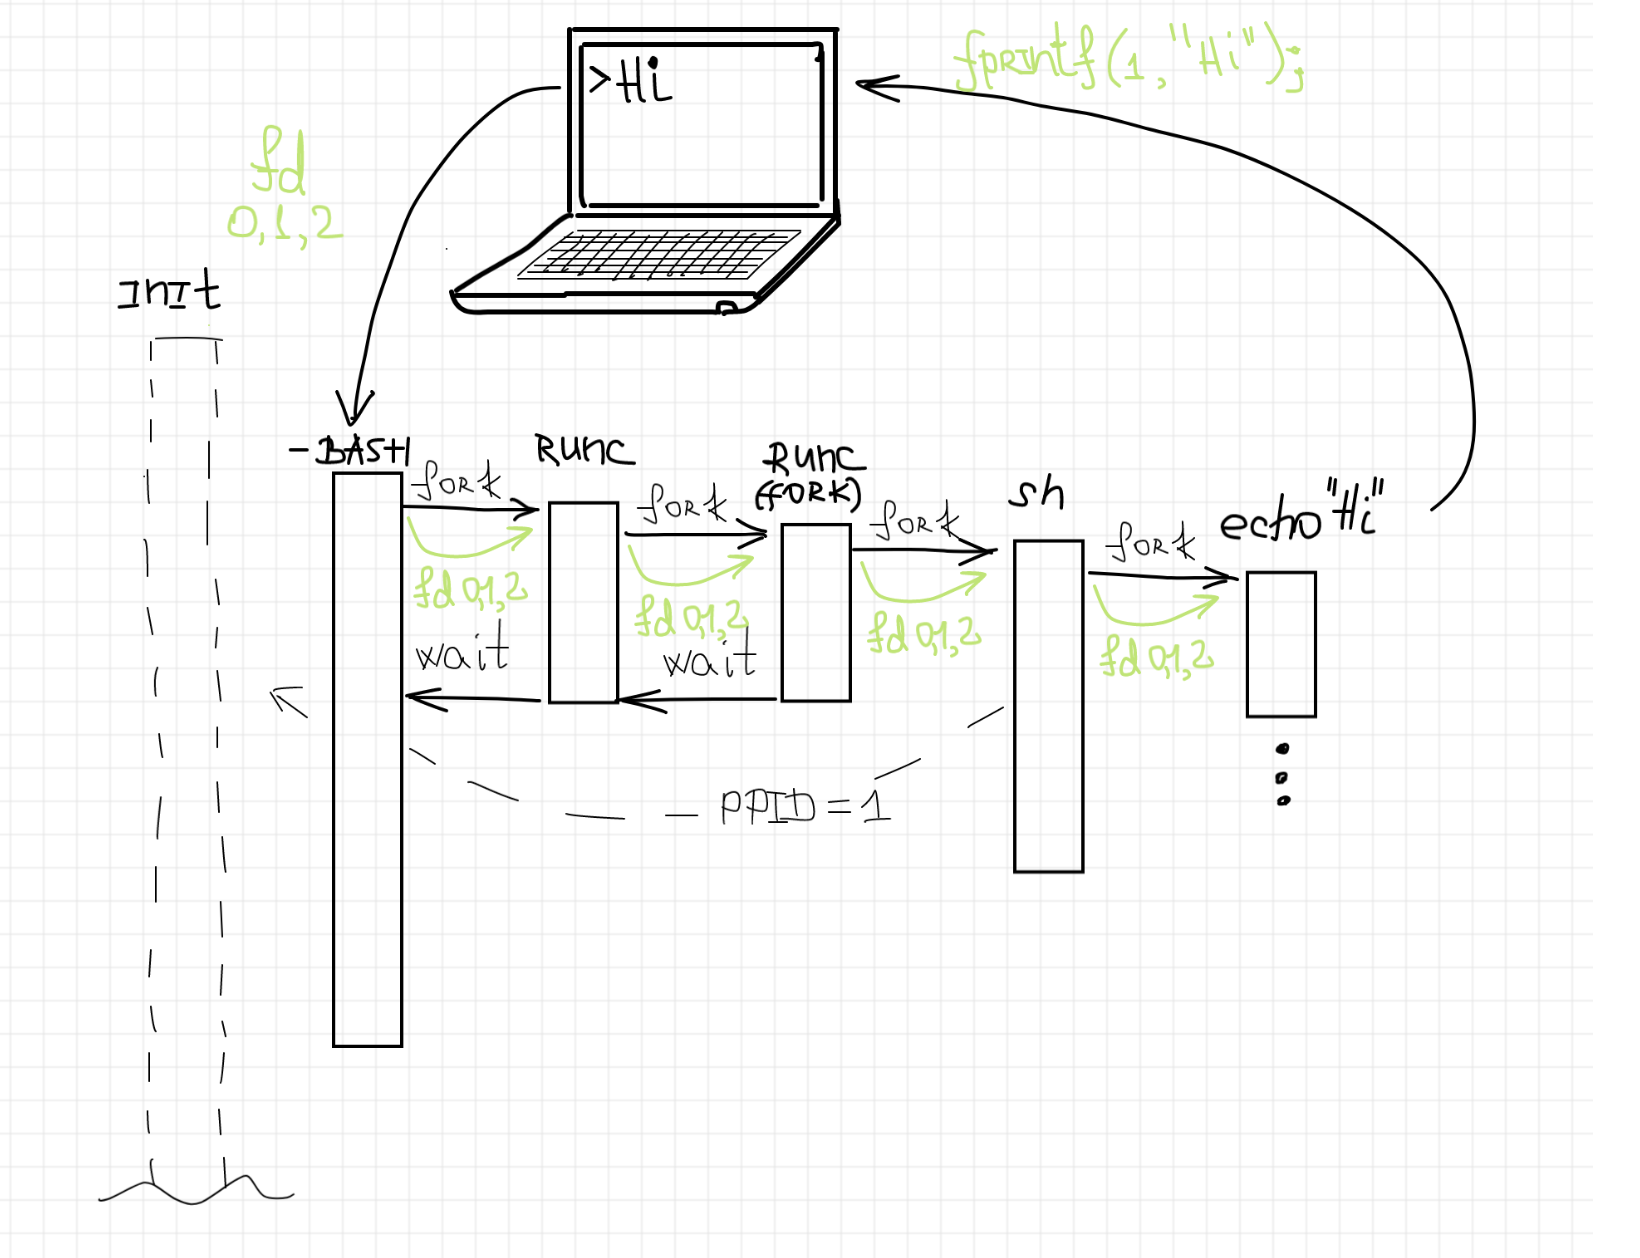 >Hi
fprintf(1, "Hi");
fd
0,1,2
InIt
-BASH
Runc
Runc
(fORK)
sh
echo "Hi"
fork
fork
fork
fork
fd 0,1,2
fd 0,1,2
fd 0,1,2
fd 0,1,2
wait
wait
PPID=1